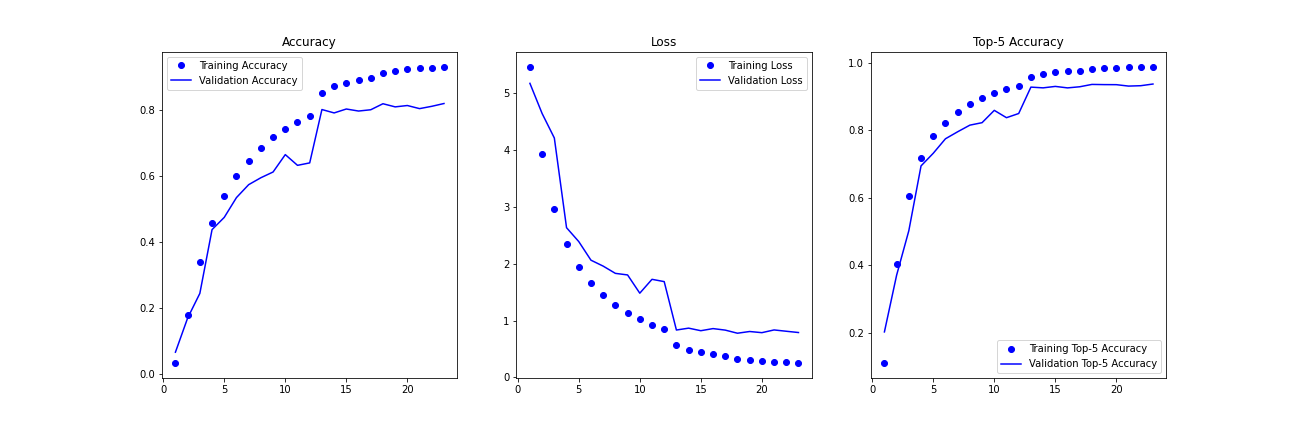 Accuracy
Training Accuracy
Validation Accuracy
0.8
0.6
0.4
0.2
0.0
0 5 10 15 20
Loss
Training Loss
Validation Loss
5
4
3
2
1
0
0 5 10 15 20
Top-5 Accuracy
1.0
0.8
0.6
0.4
0.2
Training Top-5 Accuracy
Validation Top-5 Accuracy
0 5 10 15 20